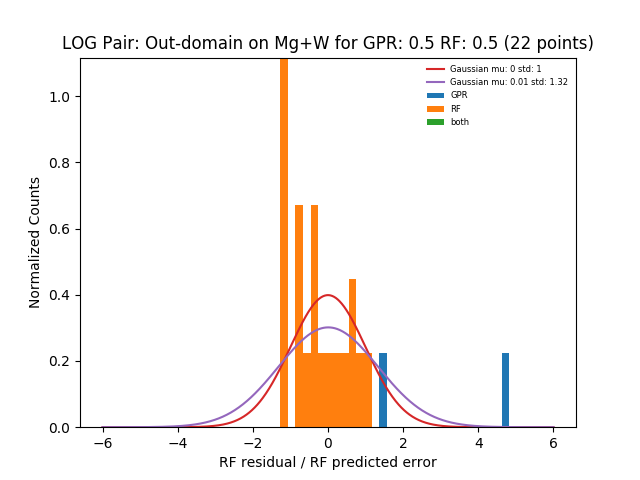 LOG Pair: Out-domain on Mg+W for GPR: 0.5 RF: 0.5 (22 points)
Gaussian mu: 0 std: 1
Gaussian mu: 0.01 std: 1.32
GPR
RF
both
Normalized Counts
1.0
0.8
0.6
0.4
0.2
0.0
−6 −4 −2 0 2 4 6
RF residual / RF predicted error